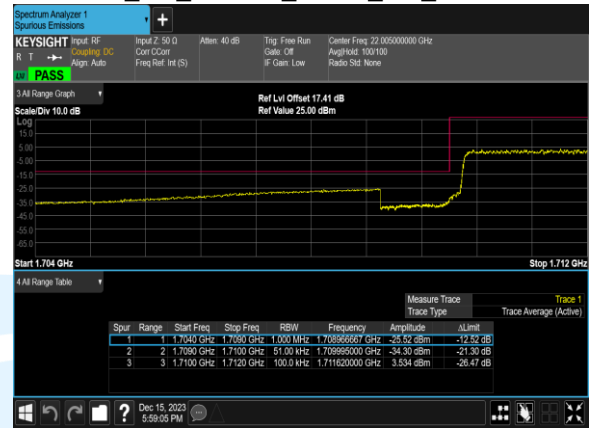 Spectrum Analyzer 1
Spurious Emissions
KEYSIGHT Input: RF Input Z: 50 Ω Atten: 40 dB Trig: Free Run Center Freq: 22.005000000 GHz
R T Coupling: DC Corr CCorr Gate: Off Avg|Hold: 100/100
Align: Auto Freq Ref: Int (S) IF Gain: Low Radio Std: None
PASS
3 All Range Graph
Ref Lvl Offset 17.41 dB
Scale/Div 10.0 dB Ref Value 25.00 dBm
Log
15.0
5.00
-5.00
-15.0
-25.0
-35.0
-45.0
-55.0
-65.0
Start 1.704 GHz Stop 1.712 GHz
4 All Range Table
Measure Trace Trace 1
Trace Type Trace Average (Active)
Spur Range Start Freq Stop Freq RBW Frequency Amplitude ΔLimit
1 1 1.7040 GHz 1.7090 GHz 1.000 MHz 1.708966667 GHz -25.52 dBm -12.52 dB
2 2 1.7090 GHz 1.7100 GHz 51.00 kHz 1.709995000 GHz -34.30 dBm -21.30 dB
3 3 1.7100 GHz 1.7120 GHz 100.0 kHz 1.711620000 GHz 3.534 dBm -26.47 dB
? Dec 15, 2023
5:59:05 PM